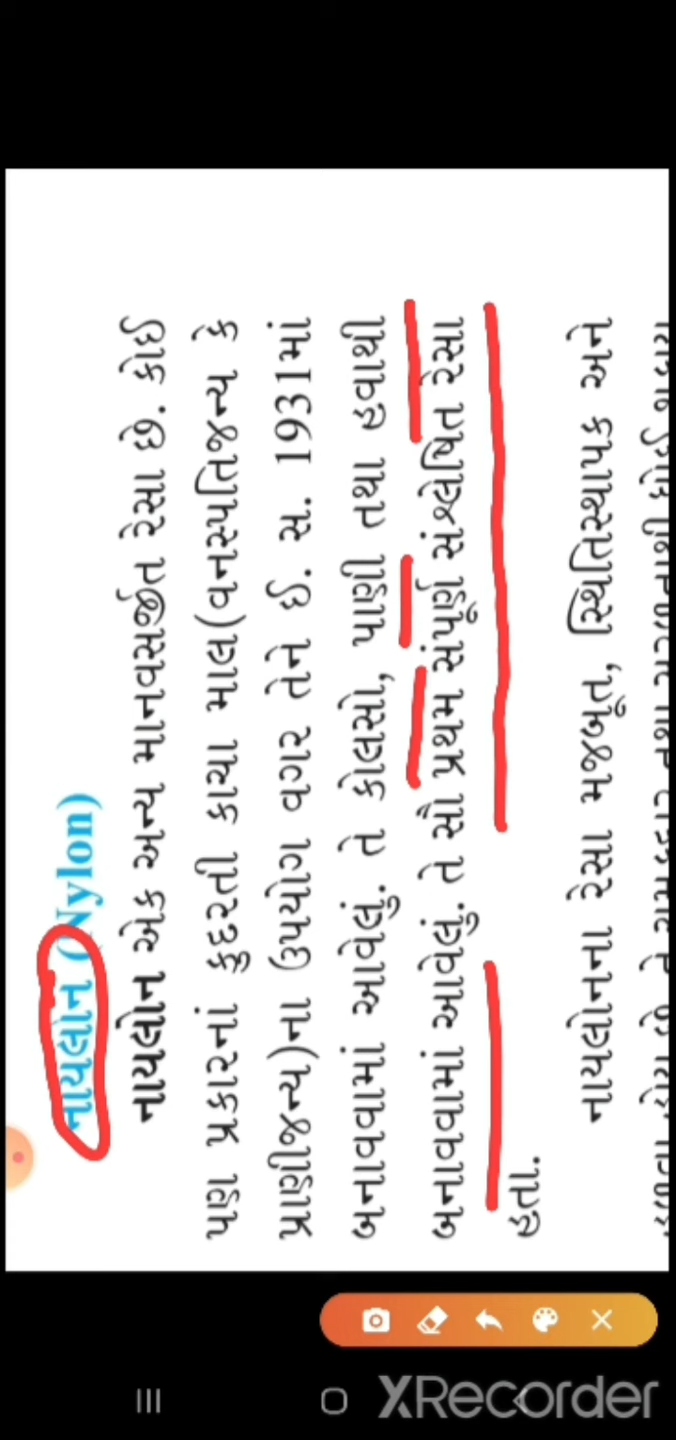 નાયલૉન (Nylon)
નાયલૉન એક અન્ય માનવસર્જિત રેસા છે. કોઈ
પણ પ્રકારનાં કુદરતી કાચા માલ(વનસ્પતિજન્ય કે
પ્રાણીજન્ય)ના ઉપયોગ વગર તેને ઈ. સ. 1931માં
બનાવવામાં આવેલું. તે કોલસો, પાણી તથા હવાથી
બનાવવામાં આવેલું. તે સૌ પ્રથમ સંપૂર્ણ સંશ્લેષિત રેસા
હતા.
નાયલૉનના રેસા મજબૂત, સ્થિતિસ્થાપક અને
XRecorder